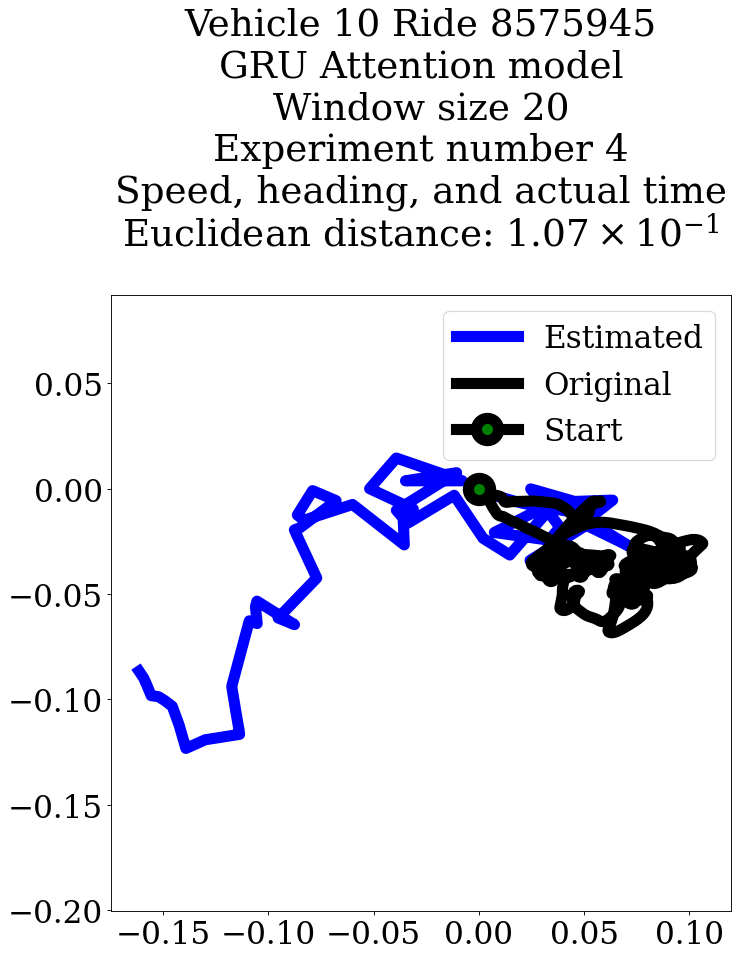 Vehicle 10 Ride 8575945
GRU Attention model
Window size 20
Experiment number 4
Speed, heading, and actual time
Euclidean distance: 1.07 × 10⁻¹
Estimated
Original
Start
0.05
0.00
−0.05
−0.10
−0.15
−0.20
−0.15 −0.10 −0.05 0.00 0.05 0.10